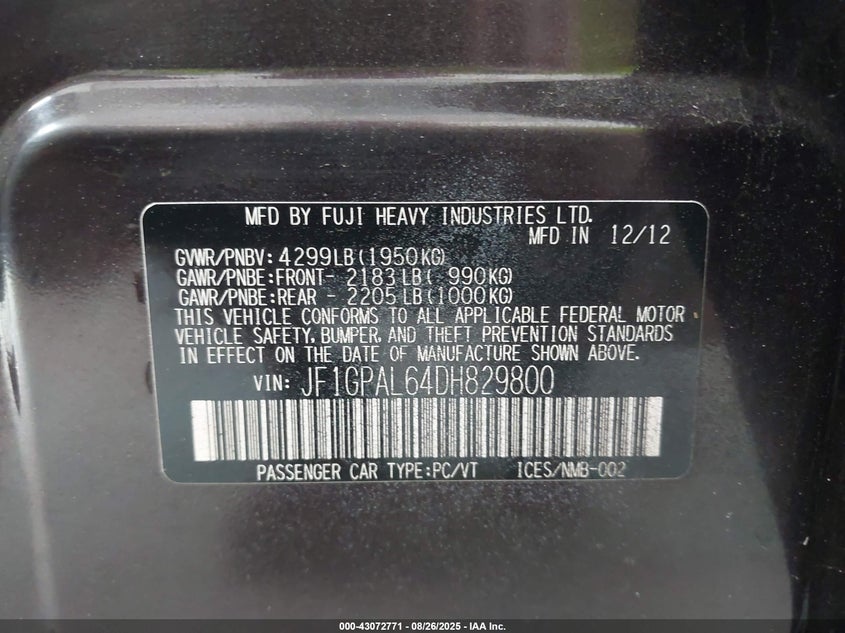 MFD BY FUJI HEAVY INDUSTRIES LTD.
MFD IN 12/12
GVWR/PNBV: 4299LB(1950KG)
GAWR/PNBE:FRONT- 2183LB( 990KG)
GAWR/PNBE:REAR - 2205LB(1000KG)
THIS VEHICLE CONFORMS TO ALL APPLICABLE FEDERAL MOTOR
VEHICLE SAFETY, BUMPER, AND THEFT PREVENTION STANDARDS
IN EFFECT ON THE DATE OF MANUFACTURE SHOWN ABOVE.
VIN: JF1GPAL64DH829800
PASSENGER CAR TYPE:PC/VT ICES/NMB-002
000-43072771 - 08/26/2025 - IAA Inc.